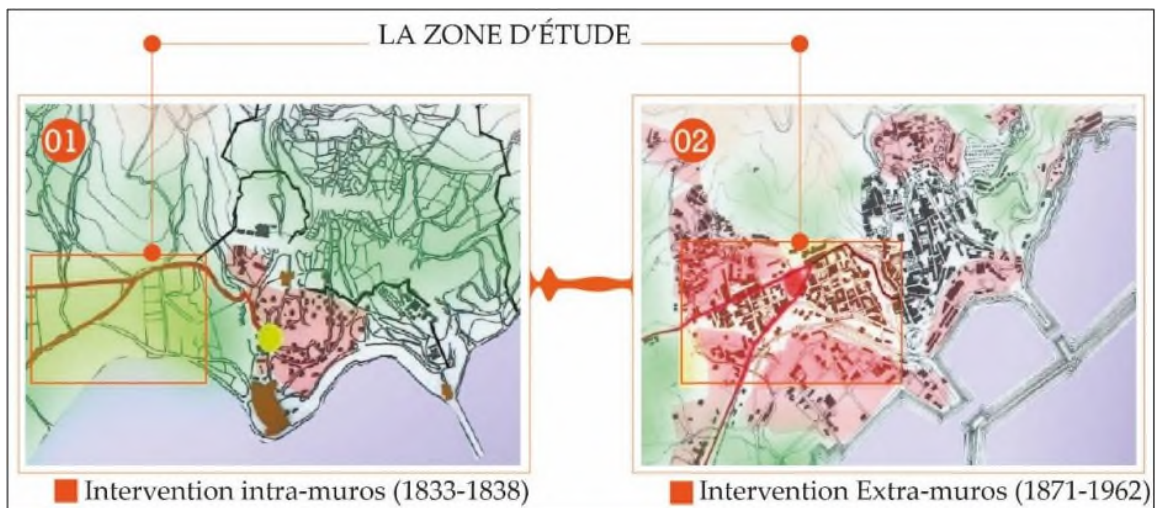 LA ZONE D'ÉTUDE
01
02
Intervention intra-muros (1833-1838)
Intervention Extra-muros (1871-1962)